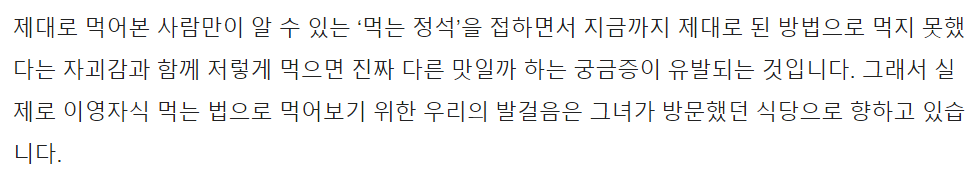 제대로 먹어본 사람만이 알 수 있는 ‘먹는 정석’을 접하면서 지금까지 제대로 된 방법으로 먹지 못했
다는 자괴감과 함께 저렇게 먹으면 진짜 다른 맛일까 하는 궁금증이 유발되는 것입니다. 그래서 실
제로 이영자식 먹는 법으로 먹어보기 위한 우리의 발걸음은 그녀가 방문했던 식당으로 향하고 있습
니다.